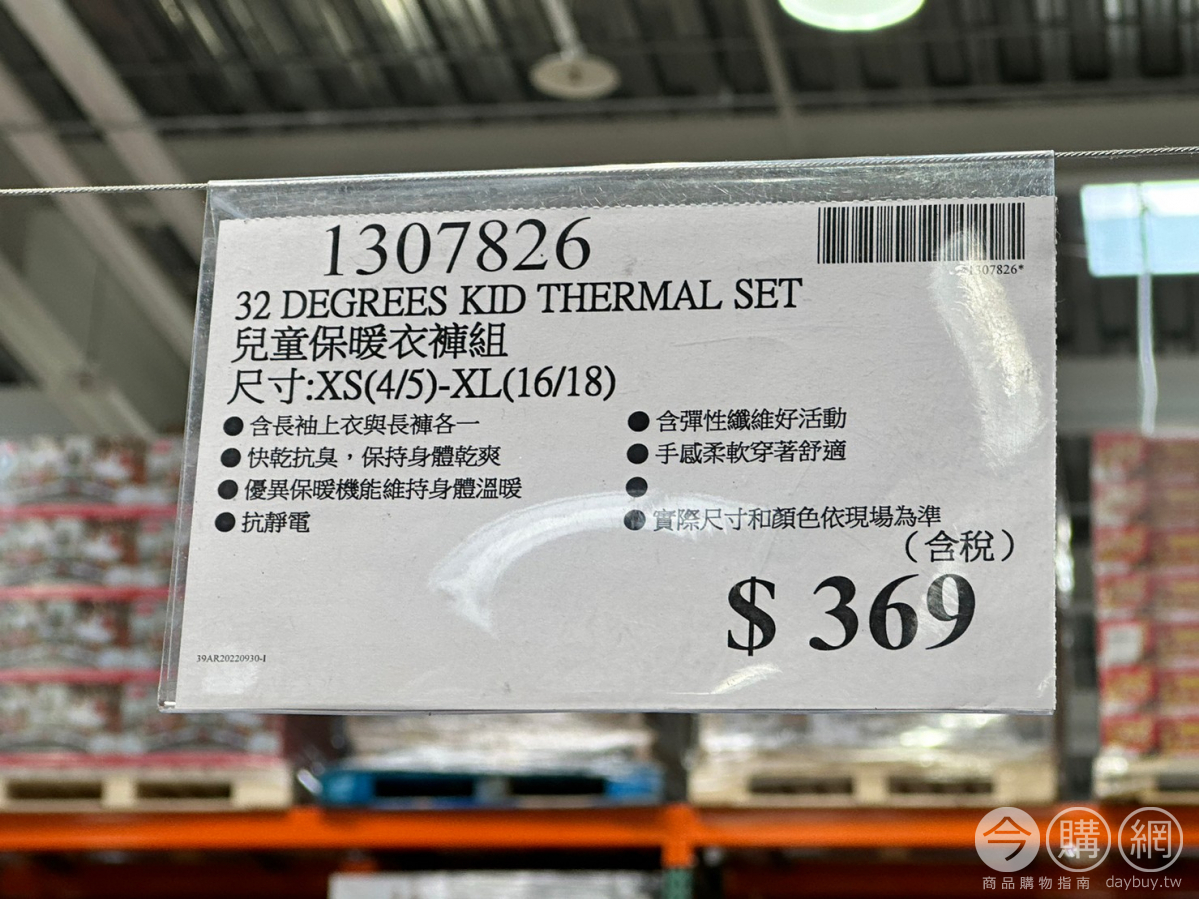 1307826
*1307826*
32 DEGREES KID THERMAL SET
兒童保暖衣褲組
尺寸:XS(4/5)-XL(16/18)
● 含長袖上衣與長褲各一
● 快乾抗臭,保持身體乾爽
● 優異保暖機能維持身體溫暖
● 抗靜電
● 含彈性纖維好活動
● 手感柔軟穿著舒適
●
● 實際尺寸和顏色依現場為準
(含稅)
$ 369
39AR20220930-I
今購網
商品購物指南 daybuy.tw